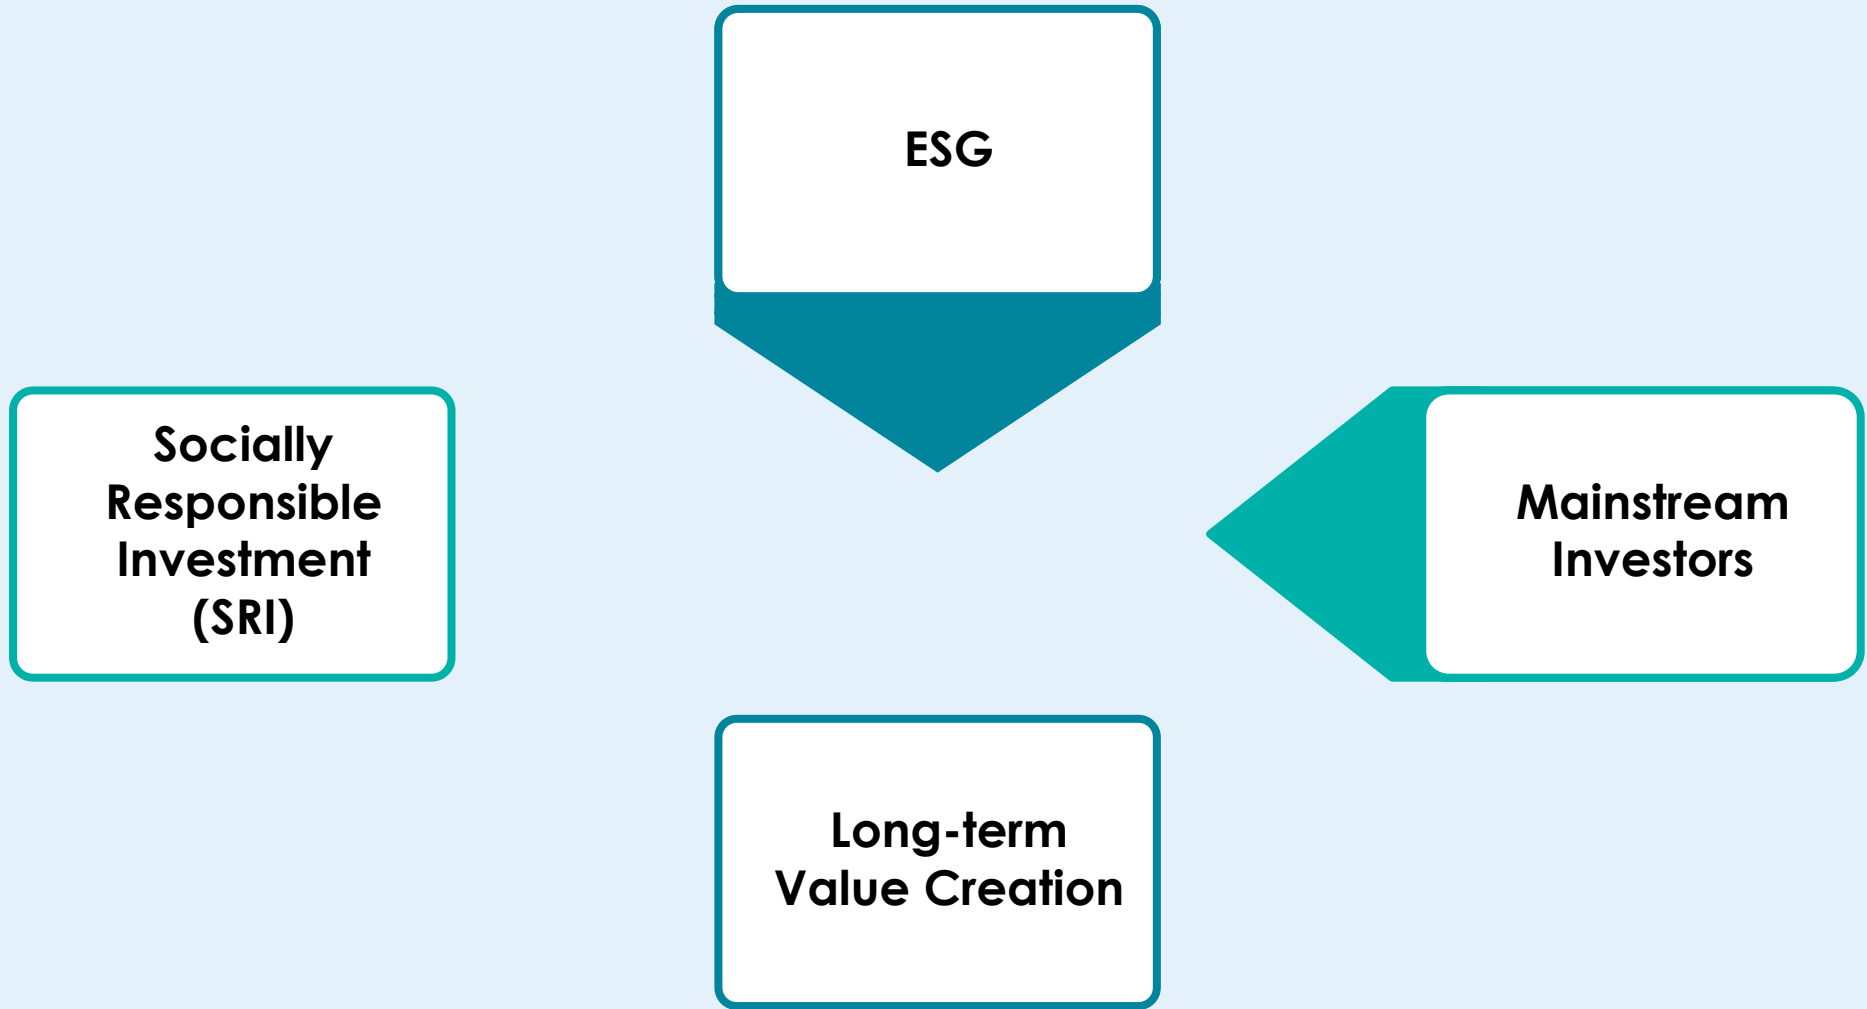 ESG
Socially
Responsible
Investment
(SRI)
Mainstream
Investors
Long-term
Value Creation